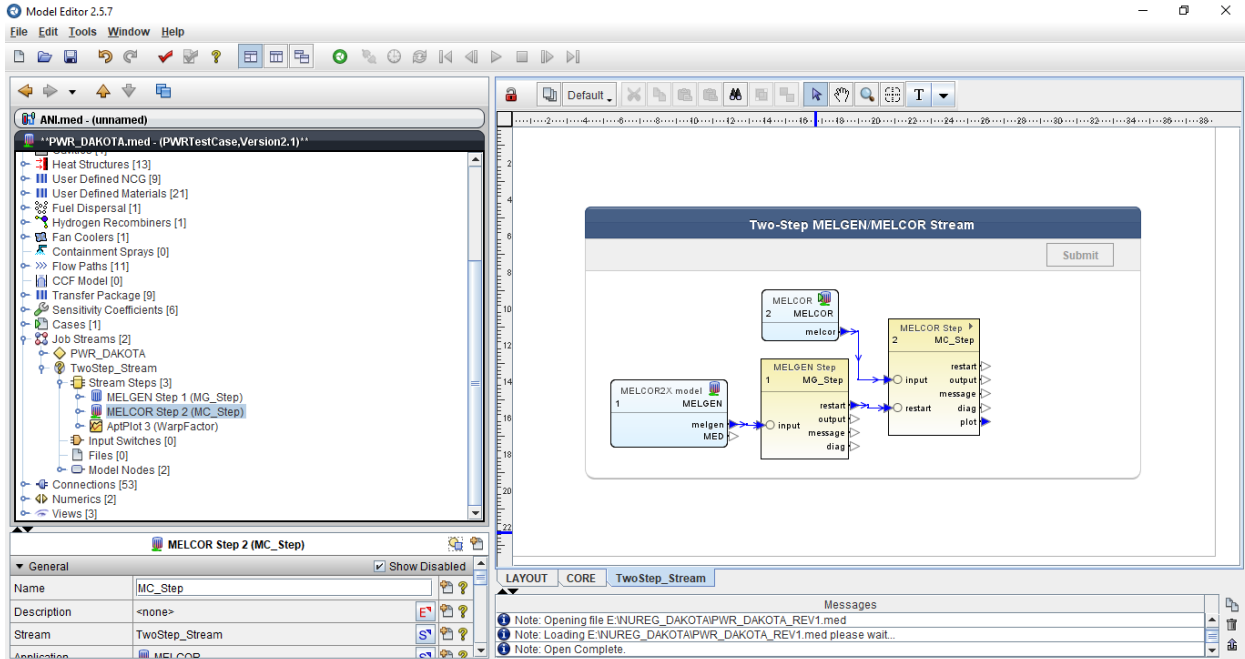 Model Editor 2.5.7
File Edit Tools Window Help
Default
ANI.med - (unnamed)
**PWR_DAKOTA.med - (PWRTestCase,Version2.1)**
Heat Structures [13]
User Defined NCG [9]
User Defined Materials [21]
Fuel Dispersal [1]
Hydrogen Recombiners [1]
Fan Coolers [1]
Containment Sprays [0]
Flow Paths [11]
CCF Model [0]
Transfer Package [9]
Sensitivity Coefficients [6]
Cases [1]
Job Streams [2]
PWR_DAKOTA
TwoStep_Stream
Stream Steps [3]
MELGEN Step 1 (MG_Step)
MELCOR Step 2 (MC_Step)
AptPlot 3 (WarpFactor)
Input Switches [0]
Files [0]
Model Nodes [2]
Connections [53]
Numerics [2]
Views [3]
MELCOR Step 2 (MC_Step)
General
Show Disabled
Name MC_Step
Description <none>
Stream TwoStep_Stream
Application MELCOR
Two-Step MELGEN/MELCOR Stream
Submit
MELCOR
2 MELCOR
melcor
MELCOR Step
2 MC_Step
restart
input output
message
restart diag
plot
MELGEN Step
1 MG_Step
restart
output
input
message
diag
MELCOR2X model
1 MELGEN
melgen
MED
LAYOUT CORE TwoStep_Stream
Messages
Note: Opening file E:\NUREG_DAKOTA\PWR_DAKOTA_REV1.med
Note: Loading E:\NUREG_DAKOTA\PWR_DAKOTA_REV1.med please wait...
Note: Open Complete.